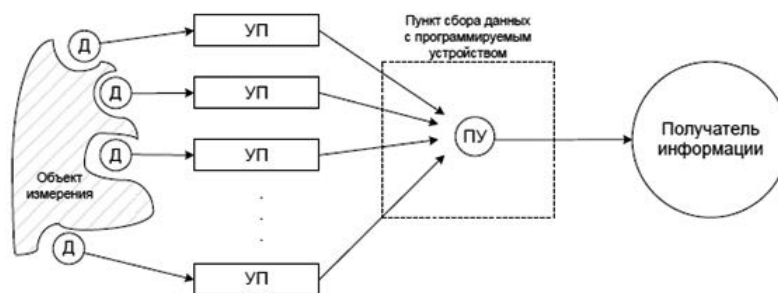 Пункт сбора данных
с программируемым
устройством
Д
УП
Д
УП
Д
УП
ПУ
Получатель
информации
Объект
измерения
.
.
.
Д
УП